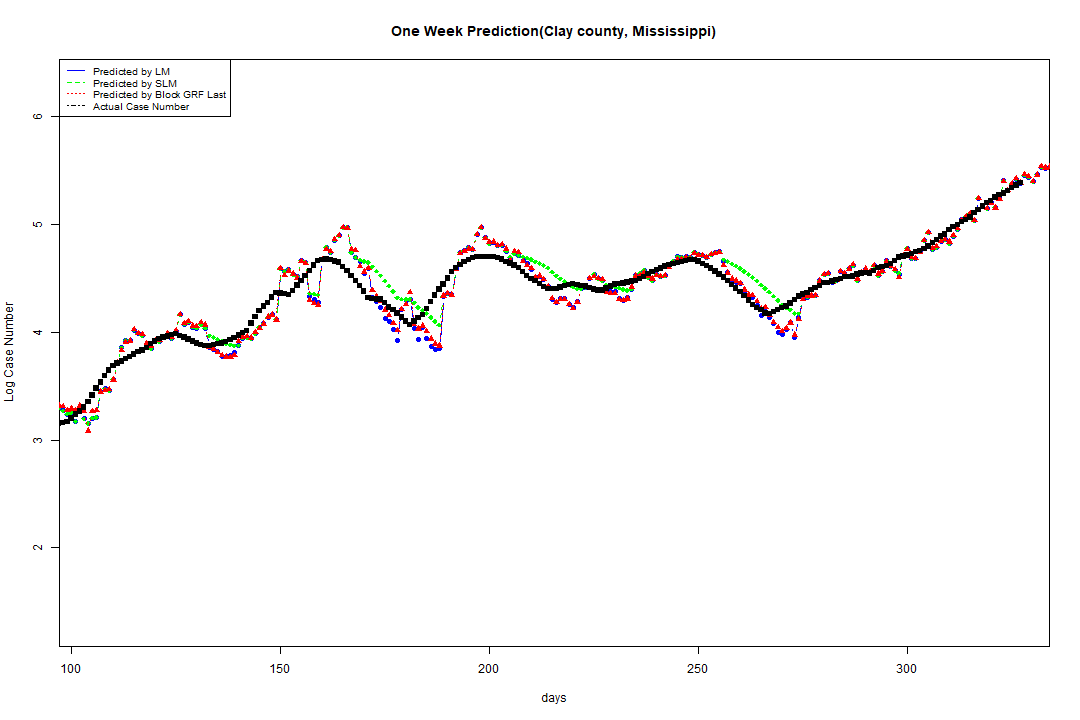 One Week Prediction(Clay county, Mississippi)
Predicted by LM
Predicted by SLM
Predicted by Block GRF Last
Actual Case Number
6
5
4
3
2
Log Case Number
100 150 200 250 300
days